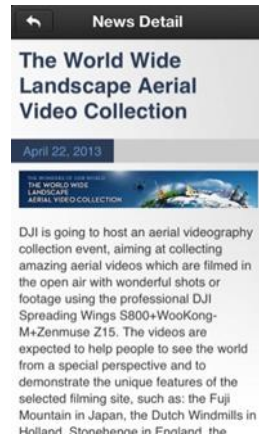 News Detail
The World Wide
Landscape Aerial
Video Collection
April 22, 2013
THE WONDERS OF OUR WORLD
THE WORLD WIDE
LANDSCAPE
AERIAL VIDEO COLLECTION
DJI is going to host an aerial videography
collection event, aiming at collecting
amazing aerial videos which are filmed in
the open air with wonderful shots or
footage using the professional DJI
Spreading Wings S800+WooKong-
M+Zenmuse Z15. The videos are
expected to help people to see the world
from a special perspective and to
demonstrate the unique features of the
selected filming site, such as: the Fuji
Mountain in Japan, the Dutch Windmills in
Holland, Stonehenge in England, the